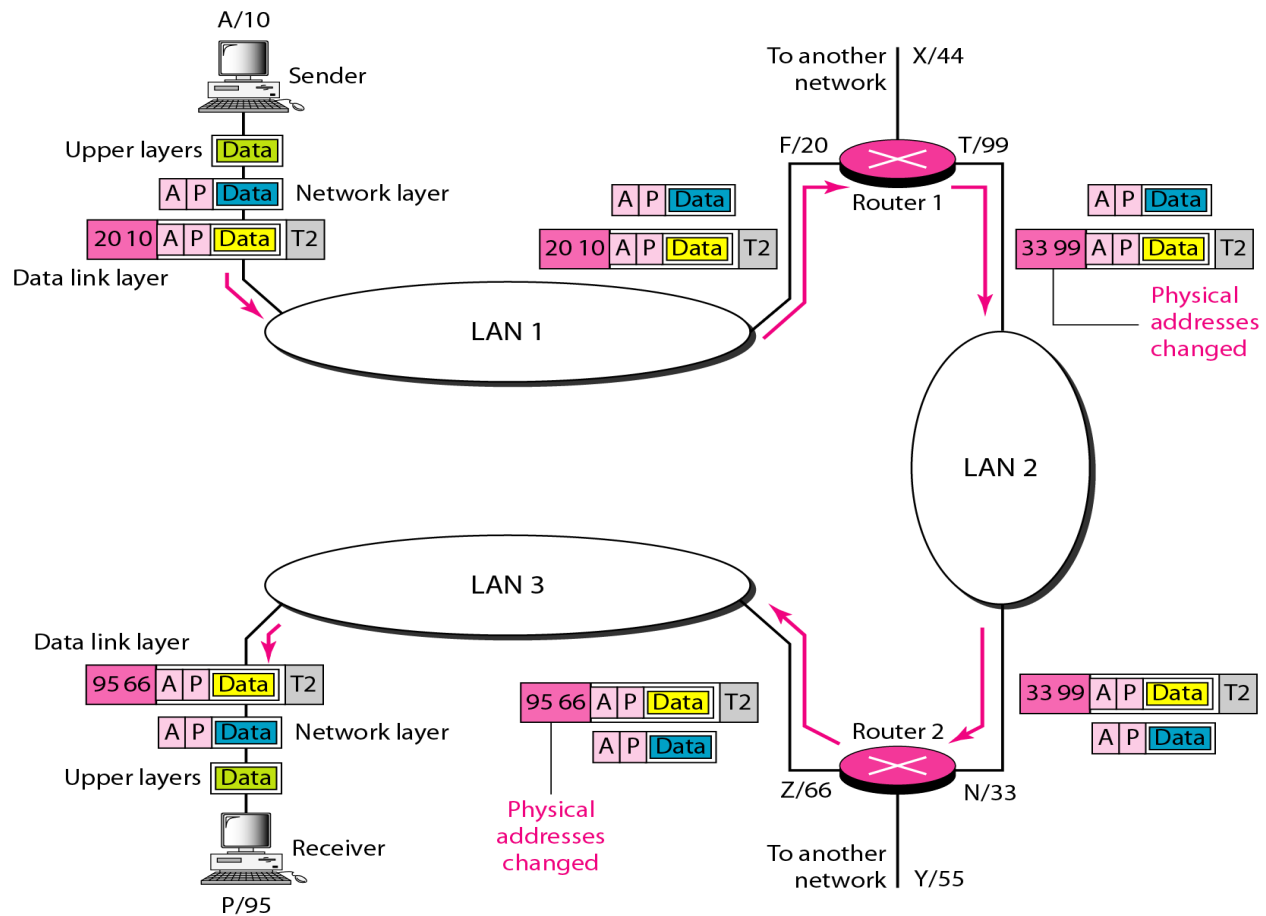 A/10
Sender
Upper layers
Data
A P Data
Network layer
20 10 A P Data T2
Data link layer
LAN 1
To another
network
X/44
F/20
T/99
Router 1
A P Data
20 10 A P Data T2
A P Data
33 99 A P Data T2
Physical
addresses
changed
LAN 2
33 99 A P Data T2
A P Data
Router 2
Z/66
N/33
To another
network
Y/55
95 66 A P Data T2
A P Data
Physical
addresses
changed
LAN 3
Data link layer
95 66 A P Data T2
A P Data
Network layer
Upper layers
Data
Receiver
P/95